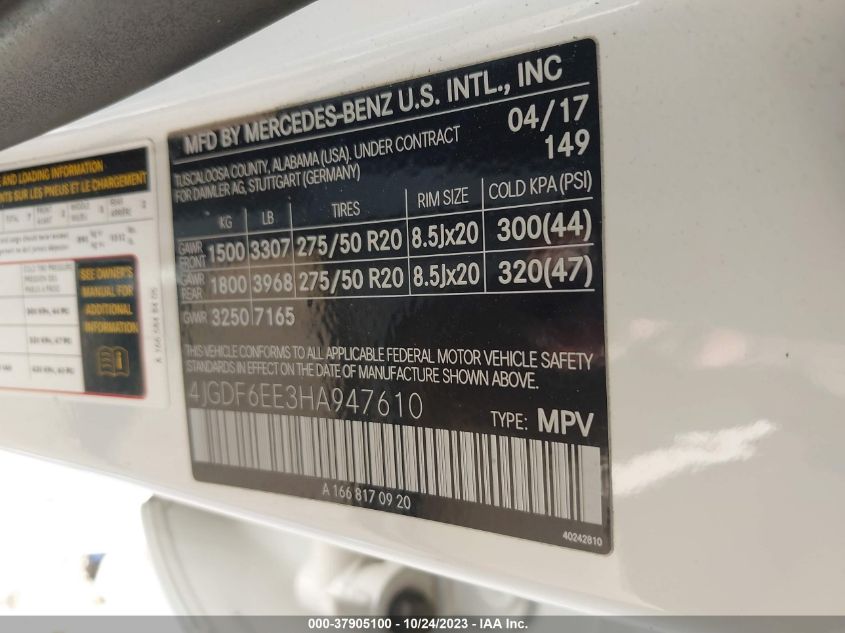 MFD BY MERCEDES-BENZ U.S. INTL., INC
TUSCALOOSA COUNTY, ALABAMA (USA). UNDER CONTRACT
FOR DAIMLER AG, STUTTGART (GERMANY)
04/17
149
KG LB TIRES RIM SIZE COLD KPA (PSI)
GAWR FRONT 1500 3307 275/50 R20 8.5Jx20 300(44)
GAWR REAR 1800 3968 275/50 R20 8.5Jx20 320(47)
GVWR 3250 7165
THIS VEHICLE CONFORMS TO ALL APPLICABLE FEDERAL MOTOR VEHICLE SAFETY
STANDARDS IN EFFECT ON THE DATE OF MANUFACTURE SHOWN ABOVE.
4JGDF6EE3HA947610
TYPE: MPV
A 166 817 09 20
40242810
AND LOADING INFORMATION
SUR LES PNEUS ET LE CHARGEMENT
SEE OWNER'S
MANUAL FOR
ADDITIONAL
INFORMATION
A 166 584 84 05
000-37905100 - 10/24/2023 - IAA Inc.